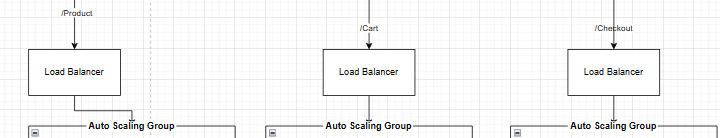 /Product
/Cart
/Checkout
Load Balancer
Load Balancer
Load Balancer
Auto Scaling Group
Auto Scaling Group
Auto Scaling Group